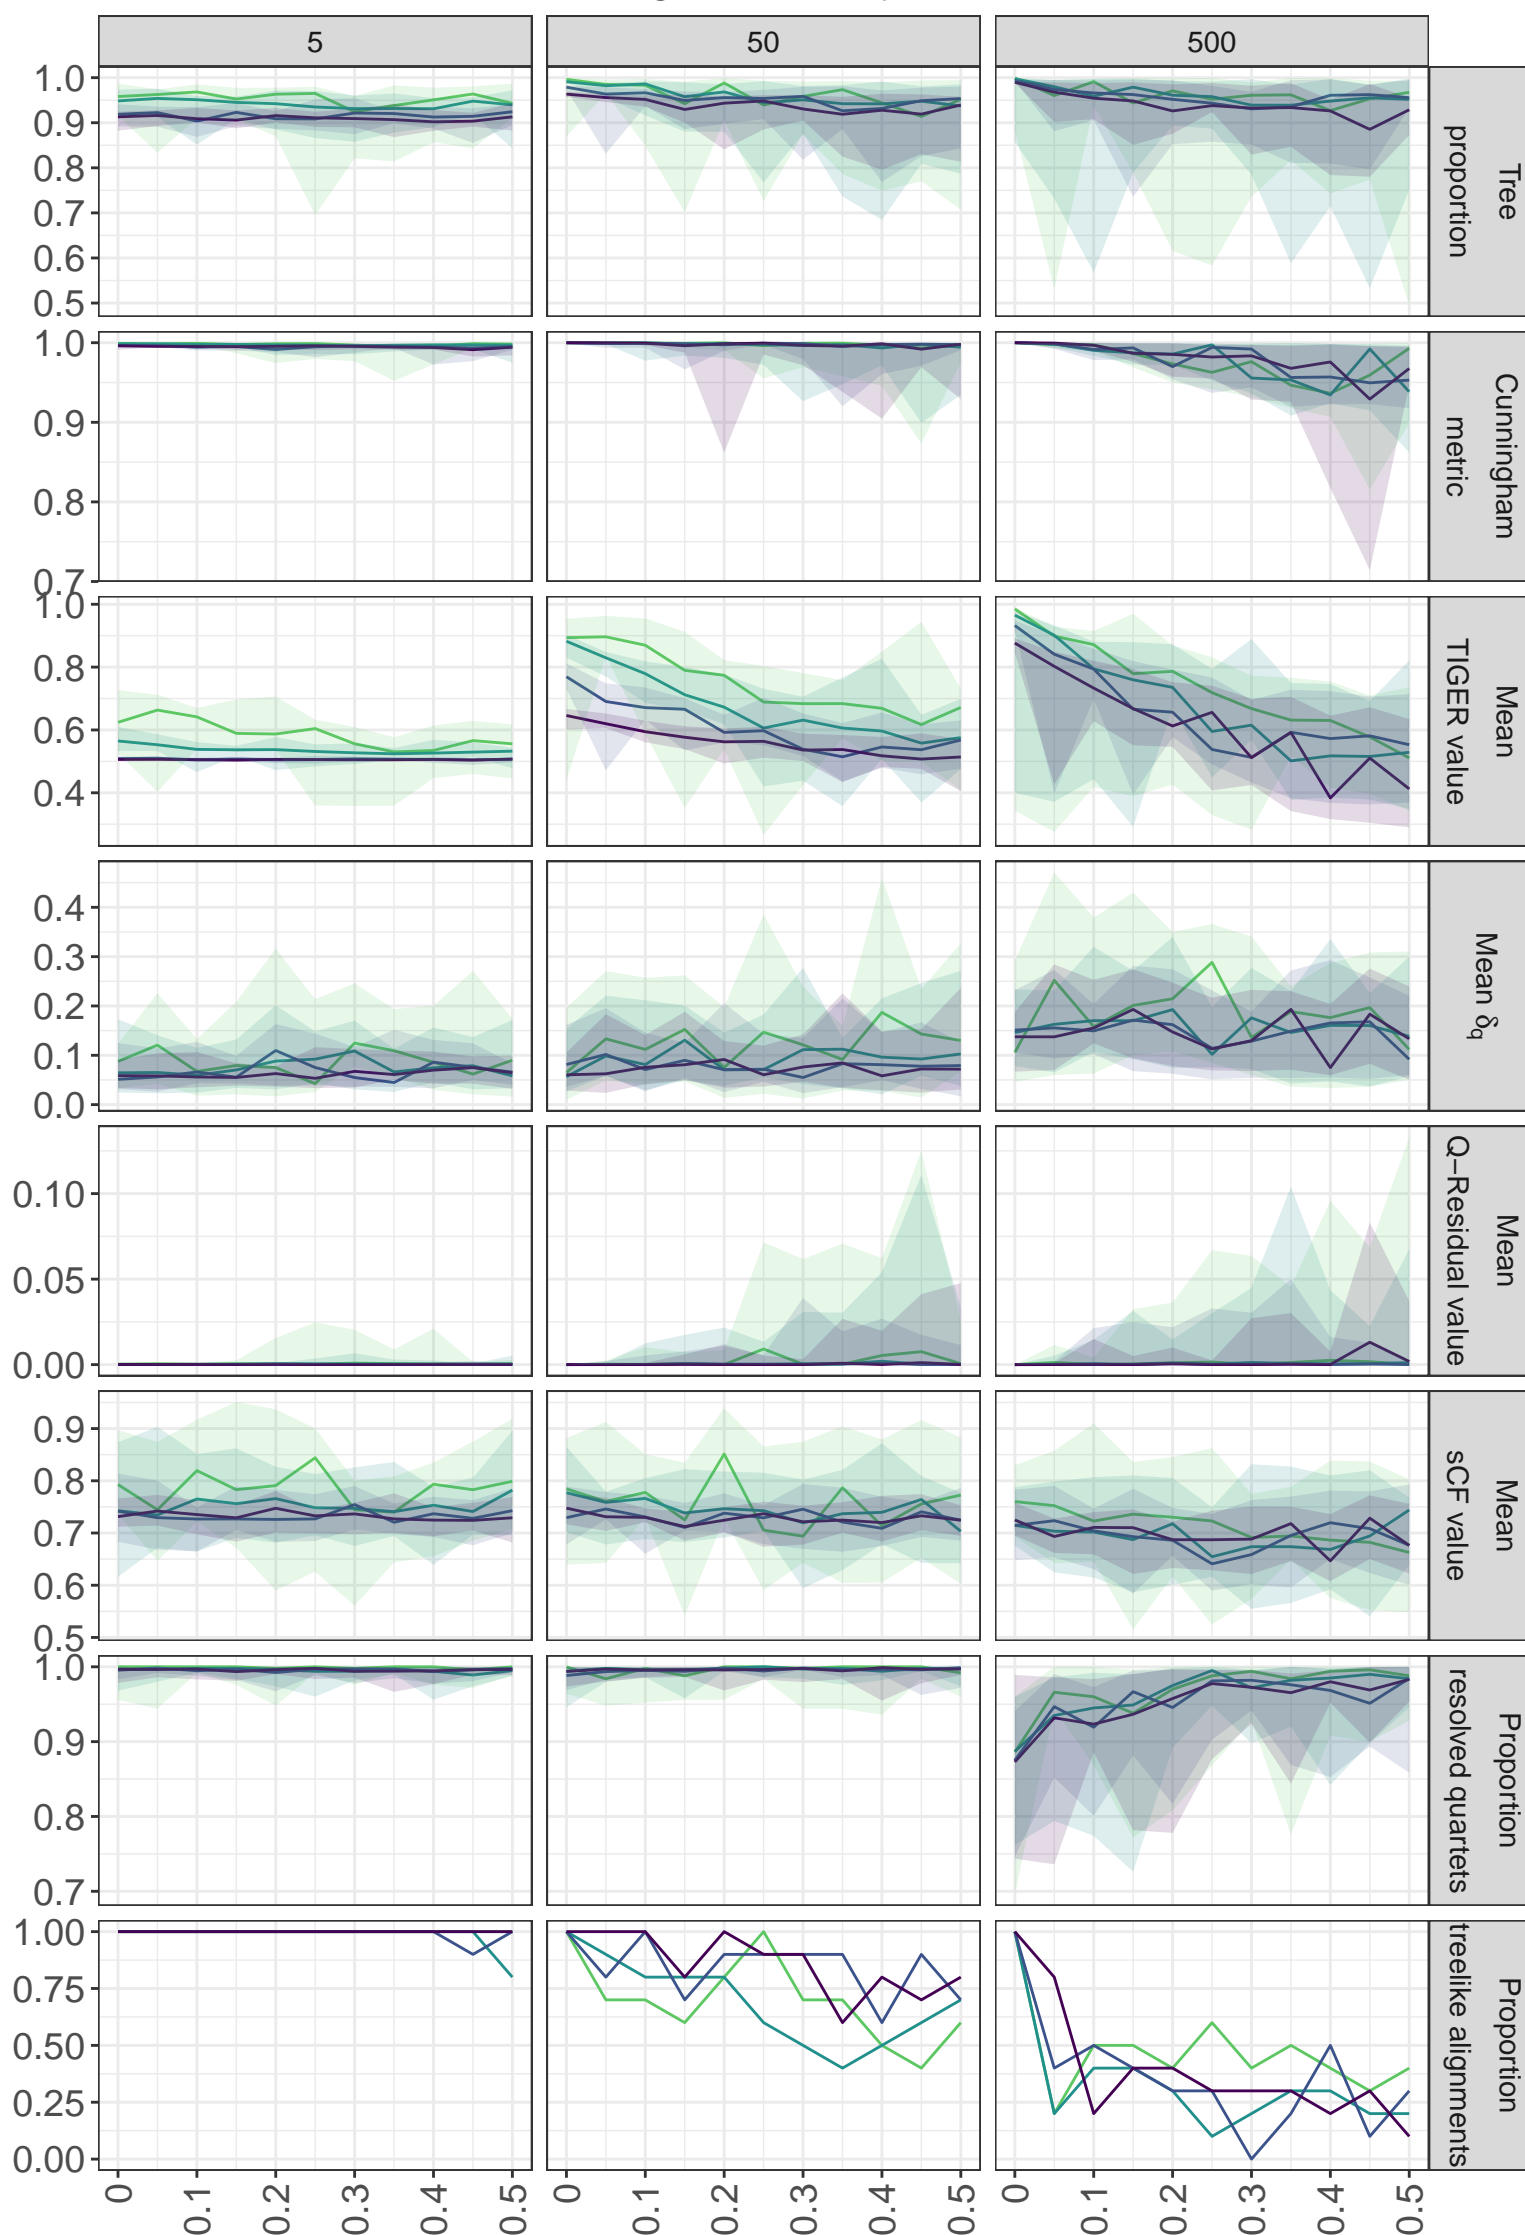 5 50 500
1.0
0.9
0.8
0.7
0.6
0.5
Tree
proportion
1.0
0.9
0.8
0.7
Cunningham
metric
1.0
0.8
0.6
0.4
Mean
TIGER value
0.4
0.3
0.2
0.1
0.0
Mean δq
0.10
0.05
0.00
Mean
Q−Residual value
0.9
0.8
0.7
0.6
0.5
Mean
sCF value
1.0
0.9
0.8
0.7
Proportion
resolved quartets
1.00
0.75
0.50
0.25
0.00
Proportion
treelike alignments
0 0.1 0.2 0.3 0.4 0.5 0 0.1 0.2 0.3 0.4 0.5 0 0.1 0.2 0.3 0.4 0.5